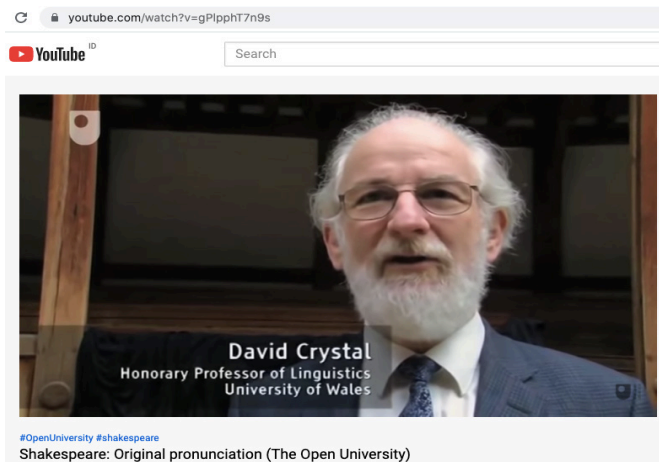 youtube.com/watch?v=gPlpphT7n9s
YouTube ID
Search
David Crystal
Honorary Professor of Linguistics
University of Wales
#OpenUniversity #shakespeare
Shakespeare: Original pronunciation (The Open University)